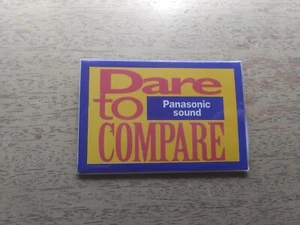 Dare
to
Panasonic
sound
COMPARE